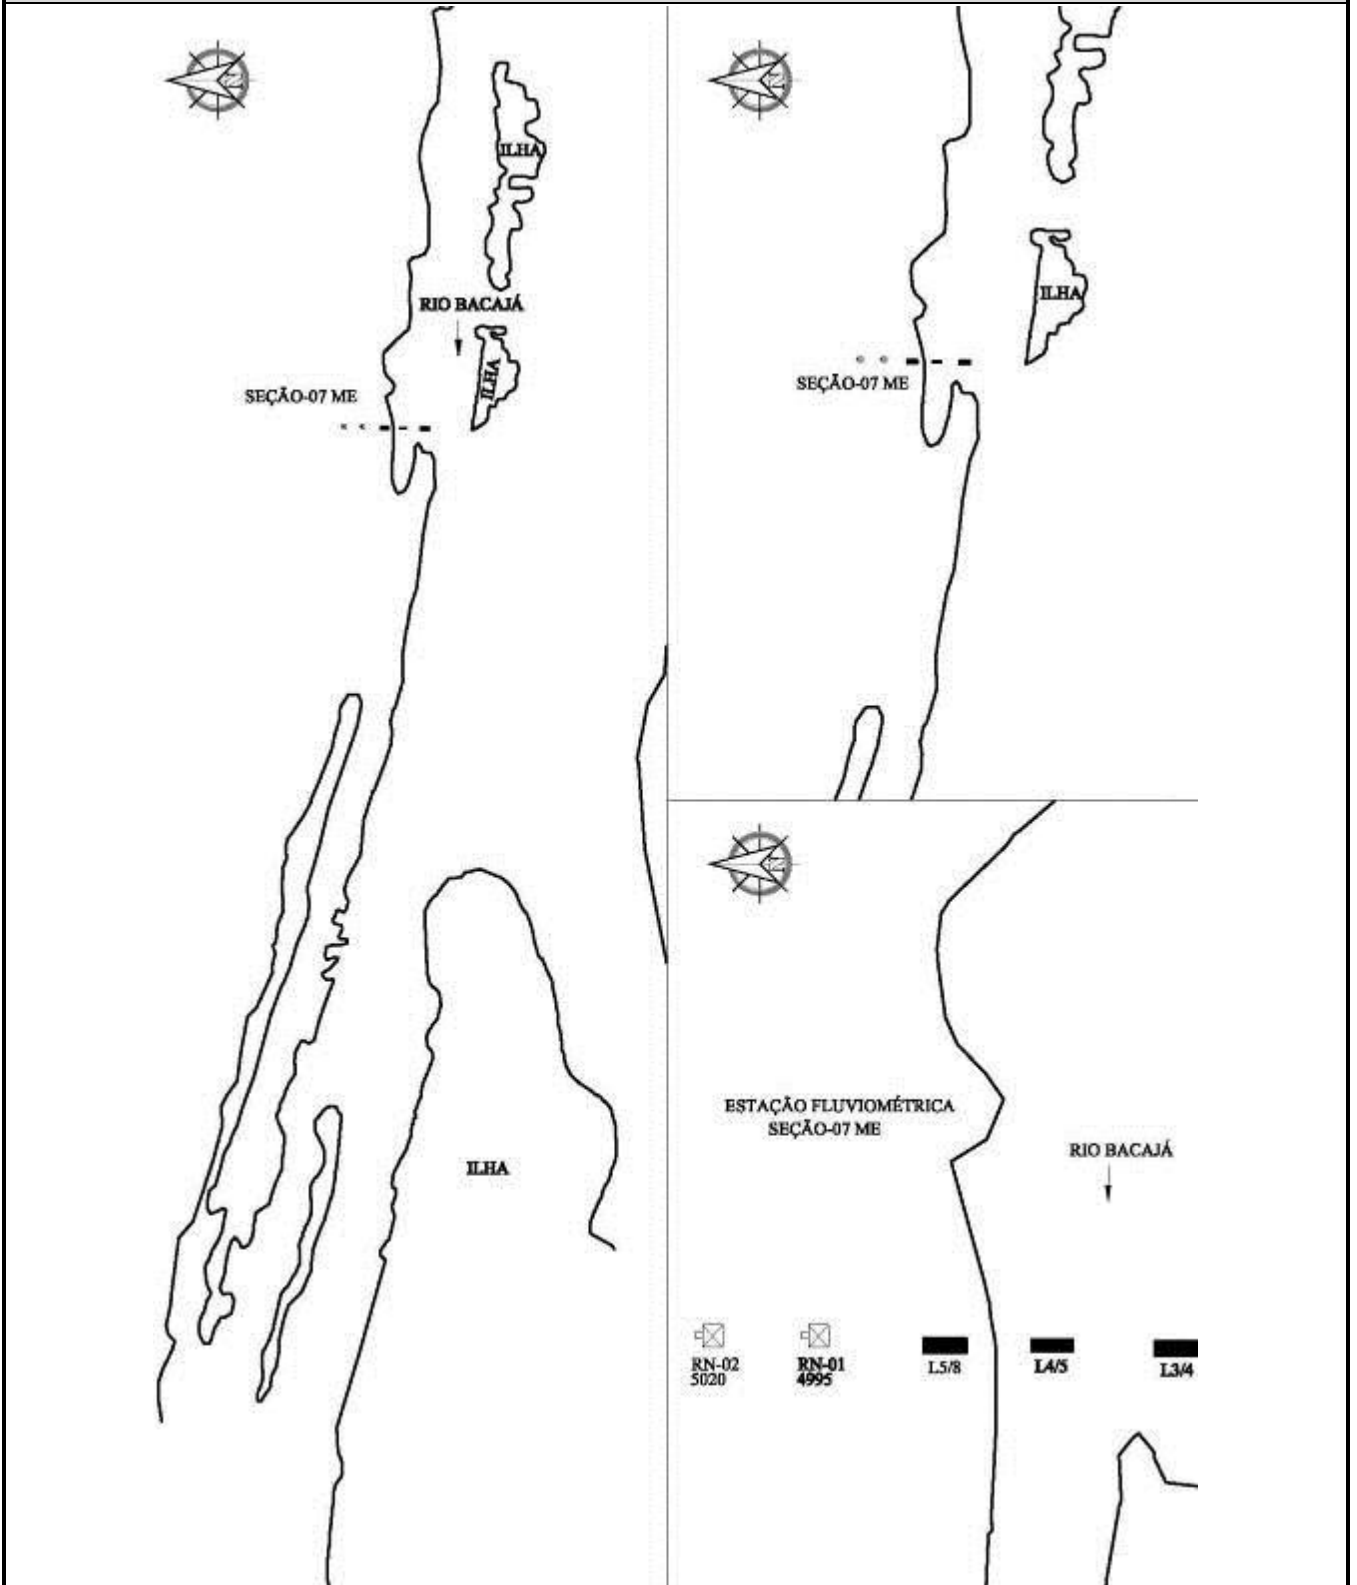 ILHA
RIO BACAJÁ
ILHA
SEÇÃO-07 ME
ILHA
ILHA
SEÇÃO-07 ME
ESTAÇÃO FLUVIOMÉTRICA
SEÇÃO-07 ME
RIO BACAJÁ
RN-02
5020
RN-01
4995
L5/8
L4/5
L3/4